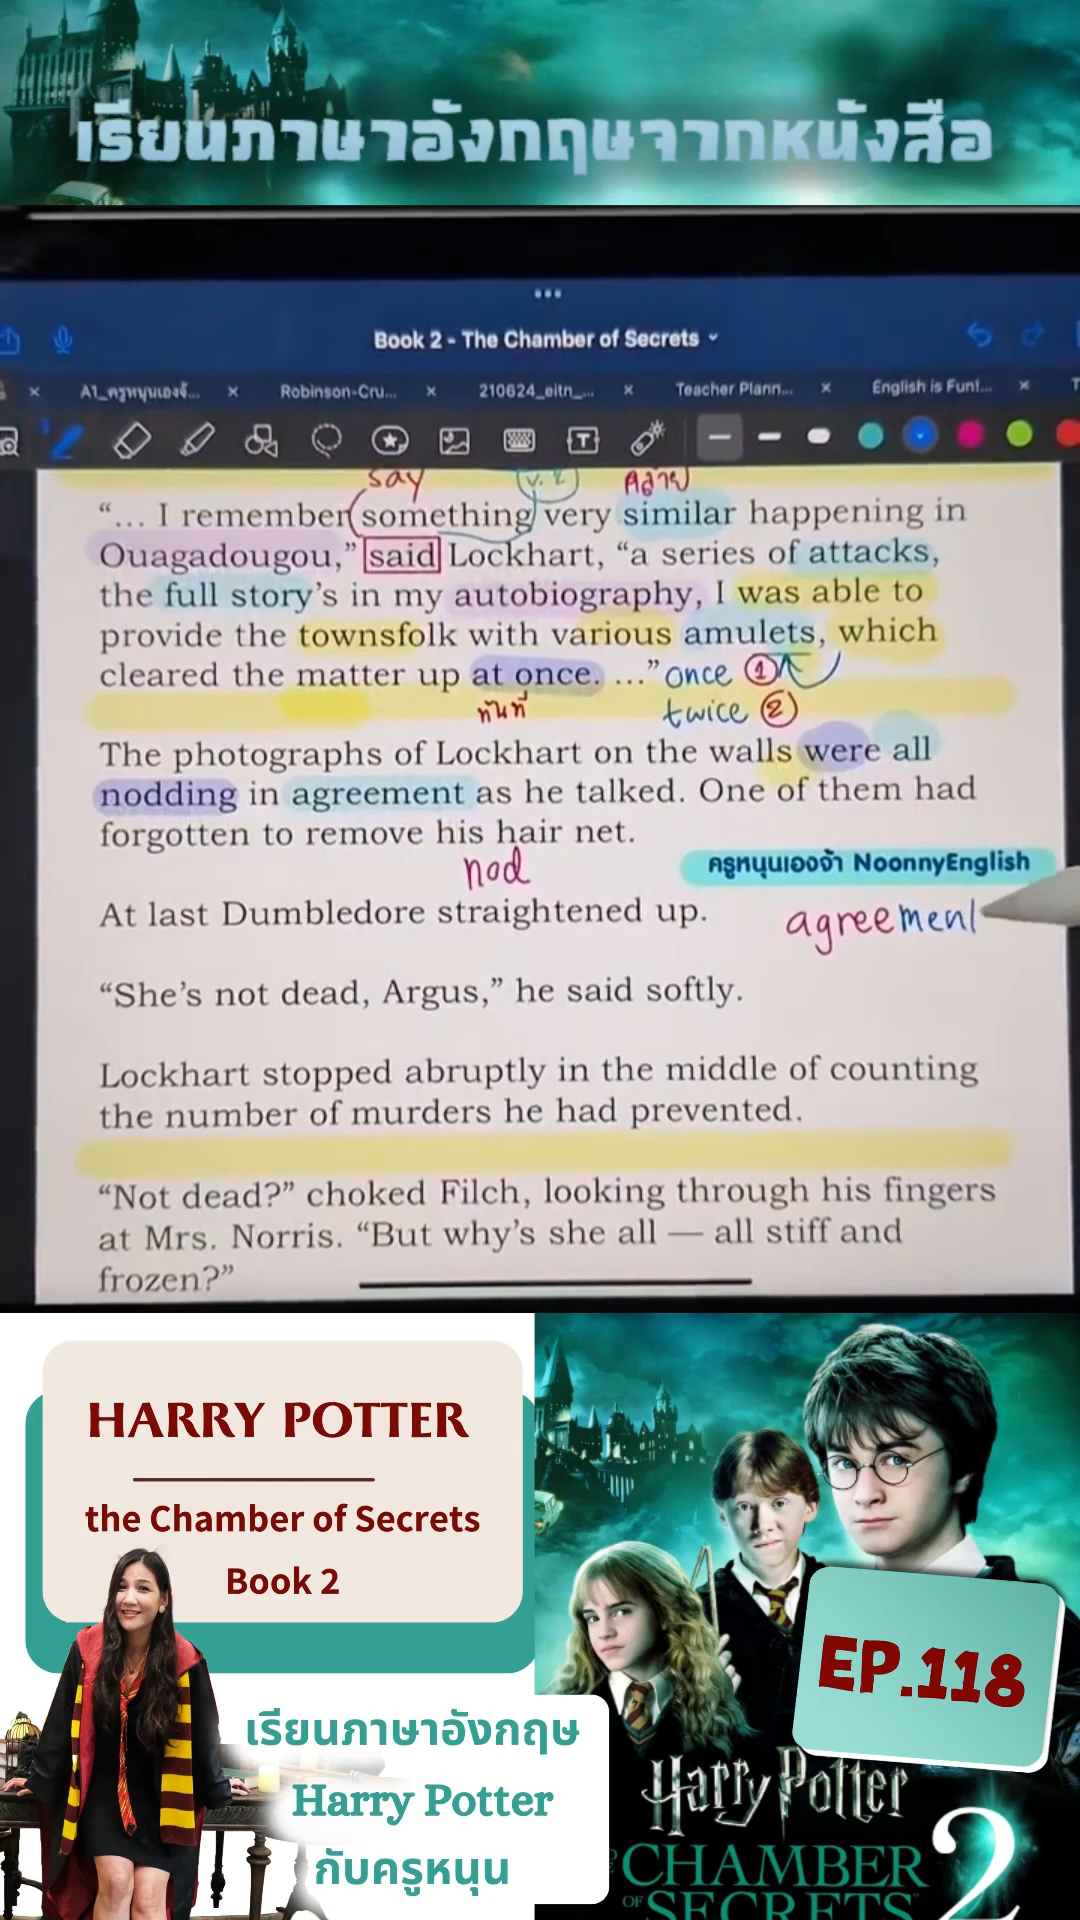 เรียนภาษาอังกฤษจากหนังสือ
Book 2 - The Chamber of Secrets
A1_ครูหนุนเองจ้...
Robinson-Cru...
210624_eitn_...
Teacher Plann...
English is Fun!...
say
v. 2
คล้าย
“... I remember something very similar happening in
Ouagadougou,” said Lockhart, “a series of attacks,
the full story’s in my autobiography, I was able to
provide the townsfolk with various amulets, which
cleared the matter up at once. ...” once 1
ทันที twice 2
The photographs of Lockhart on the walls were all
nodding in agreement as he talked. One of them had
forgotten to remove his hair net.
nod
ครูหนุนเองจ้า NoonnyEnglish
At last Dumbledore straightened up.
agreement
“She’s not dead, Argus,” he said softly.
Lockhart stopped abruptly in the middle of counting
the number of murders he had prevented.
“Not dead?” choked Filch, looking through his fingers
at Mrs. Norris. “But why’s she all — all stiff and
frozen?”
HARRY POTTER
the Chamber of Secrets
Book 2
EP.118
เรียนภาษาอังกฤษ
Harry Potter
กับครูหนุน
Harry Potter
CHAMBER
OF SECRETS
2